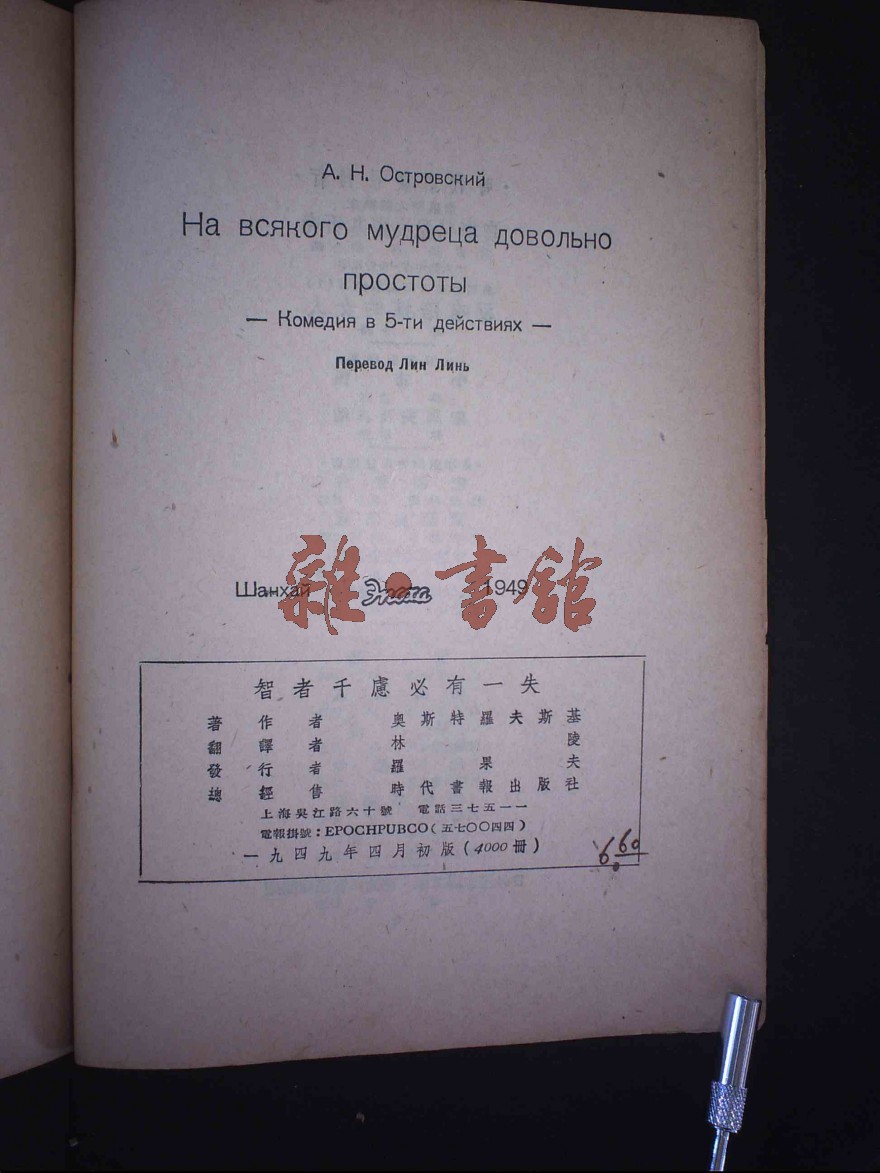 А. Н. Островский
На всякого мудреца довольно
простоты
— Комедия в 5-ти действиях —
Перевод Лин Линь
Шанхай Эпоха 1949
雜·書館
智者千慮必有一失
著作者 奥斯特羅夫斯基
翻譯者 林陵
發行者 羅果夫
總經售 時代書報出版社
上海吳江路六十號 電話三七五一一
電報掛號：EPOCHPUBCO（五七〇〇四四）
一九四九年四月初版（4000冊）
6.60